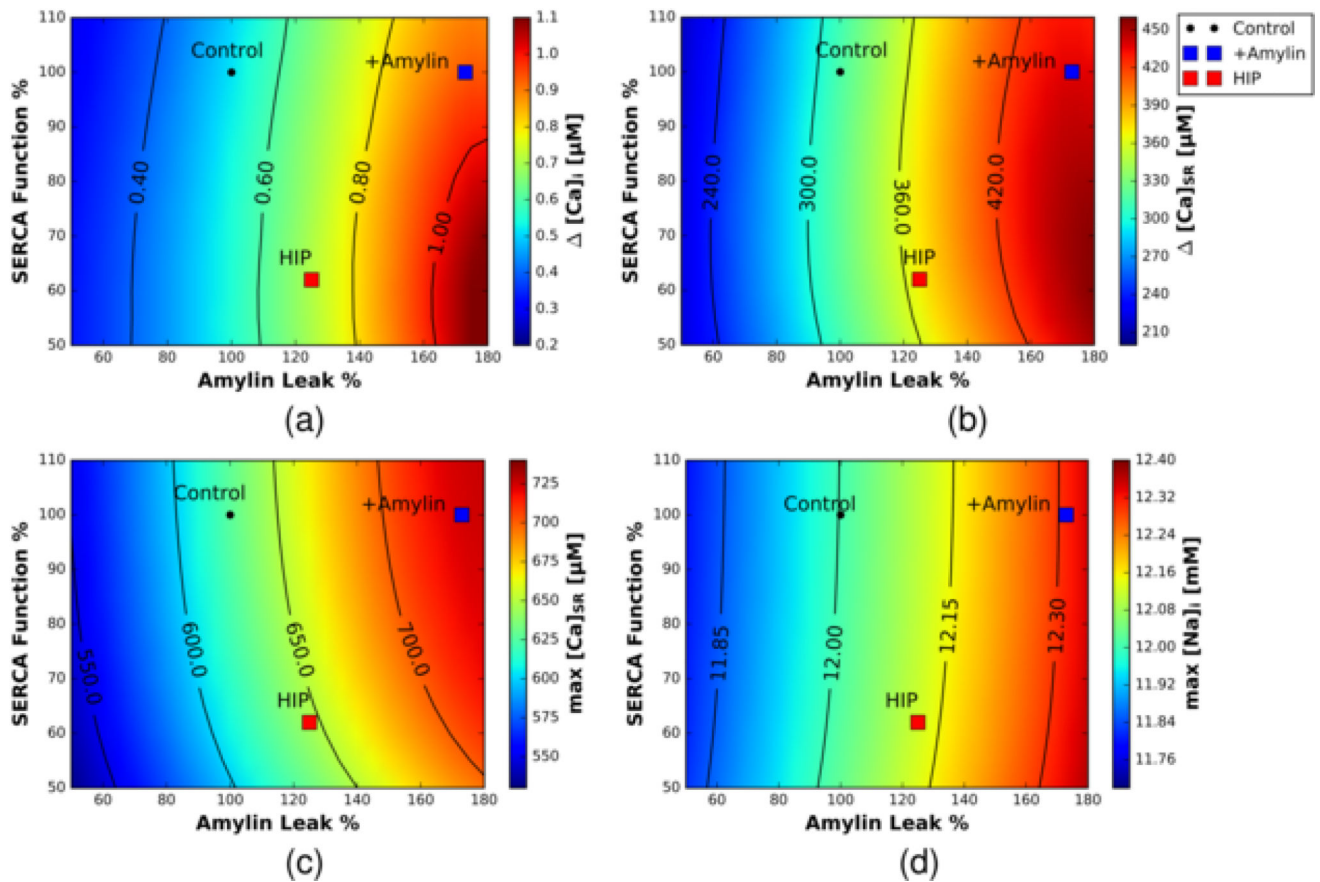 110
100
90
80
70
60
50
SERCA Function %
Control
+Amylin
HIP
0.40
0.60
0.80
1.00
60 80 100 120 140 160 180
Amylin Leak %
1.1
1.0
0.9
0.8
0.7
0.6
0.5
0.4
0.3
0.2
Δ [Ca]i [μM]
(a)
110
100
90
80
70
60
50
SERCA Function %
Control
+Amylin
HIP
240.0
300.0
360.0
420.0
60 80 100 120 140 160 180
Amylin Leak %
450
420
390
360
330
300
270
240
210
Δ [Ca]SR [μM]
(b)
Control
+Amylin
HIP
110
100
90
80
70
60
50
SERCA Function %
Control
+Amylin
HIP
550.0
600.0
650.0
700.0
60 80 100 120 140 160 180
Amylin Leak %
725
700
675
650
625
600
575
550
max [Ca]SR [μM]
(c)
110
100
90
80
70
60
50
SERCA Function %
Control
+Amylin
HIP
11.85
12.00
12.15
12.30
60 80 100 120 140 160 180
Amylin Leak %
12.40
12.32
12.24
12.16
12.08
12.00
11.92
11.84
11.76
max [Na]i [mM]
(d)